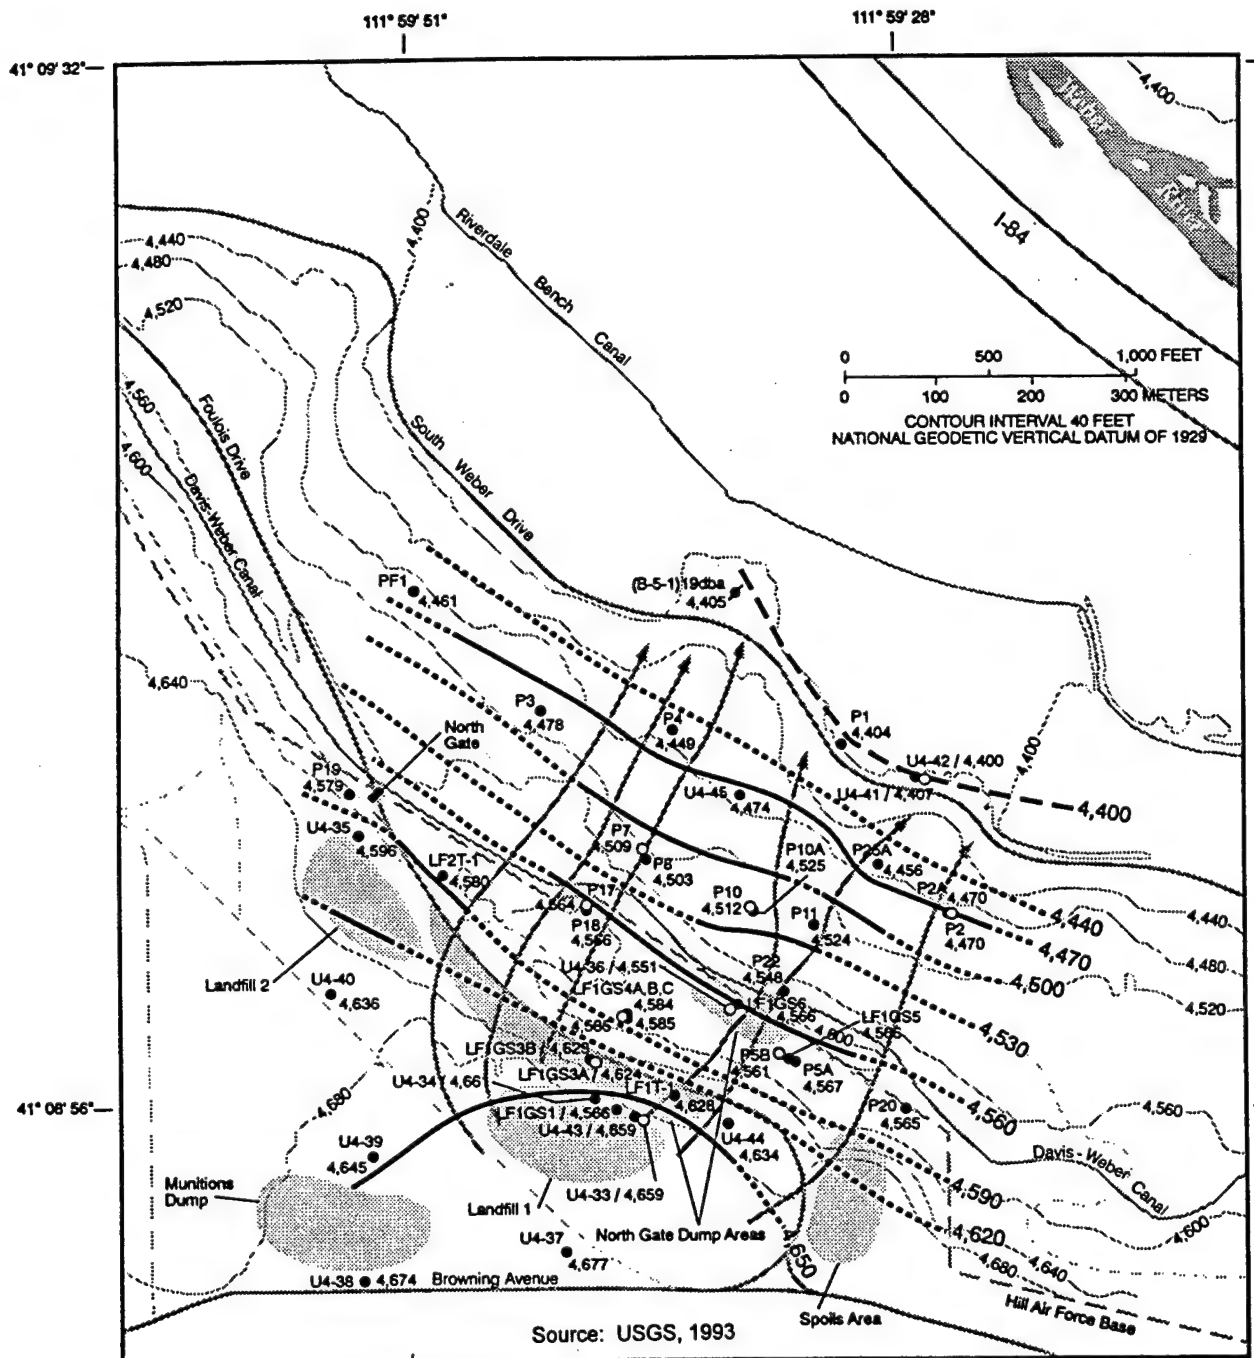 111° 59' 51"
111° 59' 28"
41° 09' 32"
4,400
Weber
River
I-84
4,400
Riverdale
Bench
Canal
4,440
4,480
4,520
0 500 1,000 FEET
0 100 200 300 METERS
CONTOUR INTERVAL 40 FEET
NATIONAL GEODETIC VERTICAL DATUM OF 1929
4,560
4,600
Foulois Drive
Davis-Weber Canal
South
Weber
Drive
PF1
4,461
(B-5-1)19dba
4,405
4,640
P3
4,478
P4
4,449
P1
4,404
North
Gate
U4-42 / 4,400
4,400
U4-41 / 4,407
4,400
P19
4,579
U4-45
4,474
U4-35
4,596
P7
4,509
P8
4,503
P10A
4,525
P25A
4,456
LF2T-1
4,580
P2A
4,470
P17
4,564
P10
4,512
P2
4,470
4,440
4,440
P18
4,566
P11
4,524
4,470
4,480
U4-36 / 4,551
P22
4,548
4,500
Landfill 2
U4-40
4,636
LF1GS4A,B,C
4,584
4,585
4,585
LF1GS6
4,566
LF1GS5
4,565
4,520
4,600
4,530
LF1GS3B / 4,629
LF1GS3A / 4,624
P5B
4,561
P5A
4,567
U4-34 / 4,66
LF1T-1
4,628
41° 08' 56"
4,680
LF1GS1 / 4,566
U4-43 / 4,659
P20
4,565
4,560
4,560
U4-39
4,645
U4-44
4,634
Davis - Weber Canal
Munitions
Dump
U4-33 / 4,659
4,590
Landfill 1
North Gate Dump Areas
4,620
4,600
U4-37
4,677
4,650
4,680
4,640
U4-38
4,674
Browning Avenue
Spoils Area
Hill Air Force Base
Source: USGS, 1993